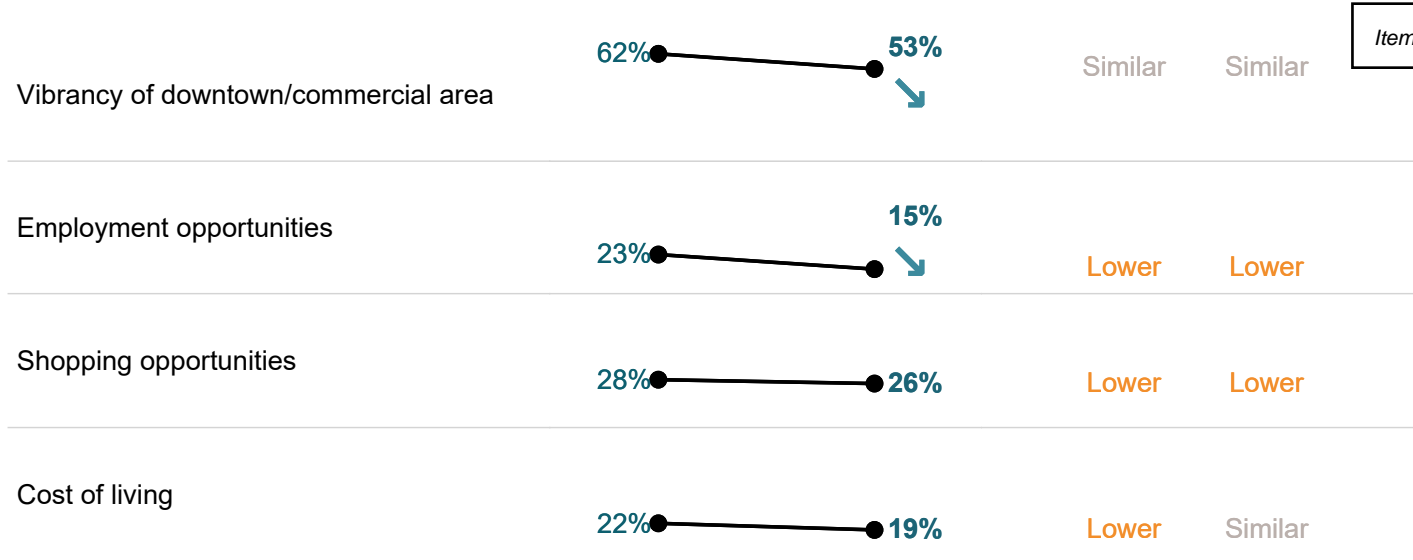 62% 53% Similar Similar Item
Vibrancy of downtown/commercial area
15%
Employment opportunities
23% Lower Lower
Shopping opportunities
28% 26% Lower Lower
Cost of living
22% 19% Lower Similar